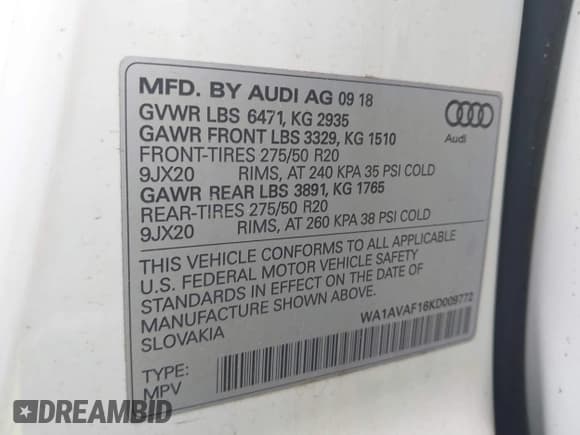 MFD. BY AUDI AG 09 18
GVWR LBS 6471, KG 2935
GAWR FRONT LBS 3329, KG 1510
FRONT-TIRES 275/50 R20
9JX20 RIMS, AT 240 KPA 35 PSI COLD
GAWR REAR LBS 3891, KG 1765
REAR-TIRES 275/50 R20
9JX20 RIMS, AT 260 KPA 38 PSI COLD
Audi
THIS VEHICLE CONFORMS TO ALL APPLICABLE
U.S. FEDERAL MOTOR VEHICLE SAFETY
STANDARDS IN EFFECT ON THE DATE OF
MANUFACTURE SHOWN ABOVE.
SLOVAKIA
WA1AVAF16KD009772
TYPE:
MPV
DREAMBID